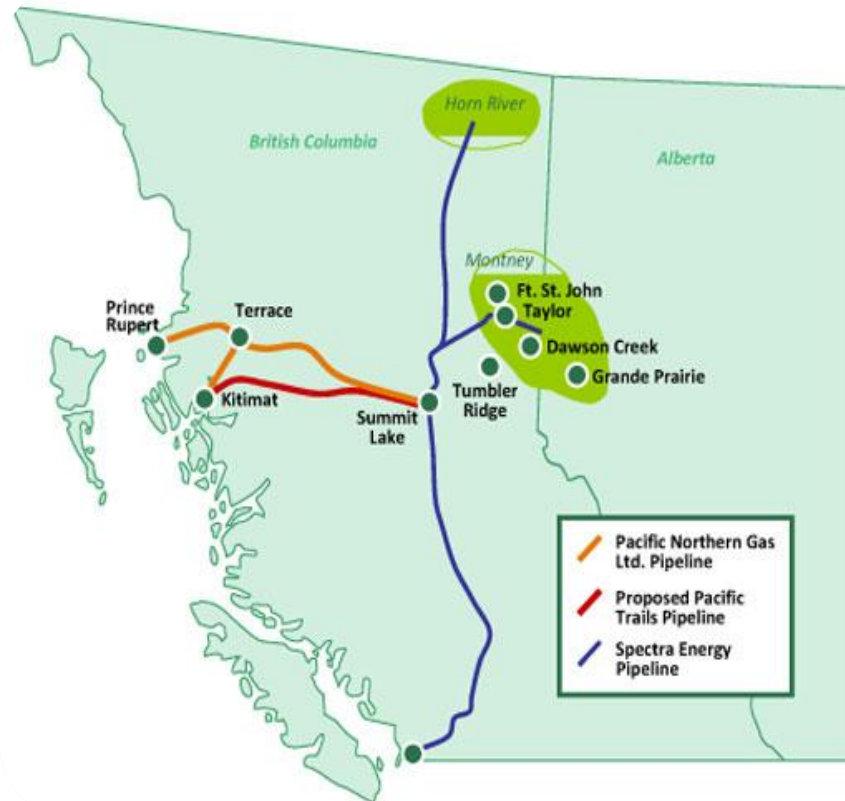 Horn River
British Columbia
Alberta
Montney
Ft. St. John
Taylor
Prince
Rupert
Terrace
Dawson Creek
Grande Prairie
Tumbler
Ridge
Kitimat
Summit
Lake
Pacific Northern Gas
Ltd. Pipeline
Proposed Pacific
Trails Pipeline
Spectra Energy
Pipeline